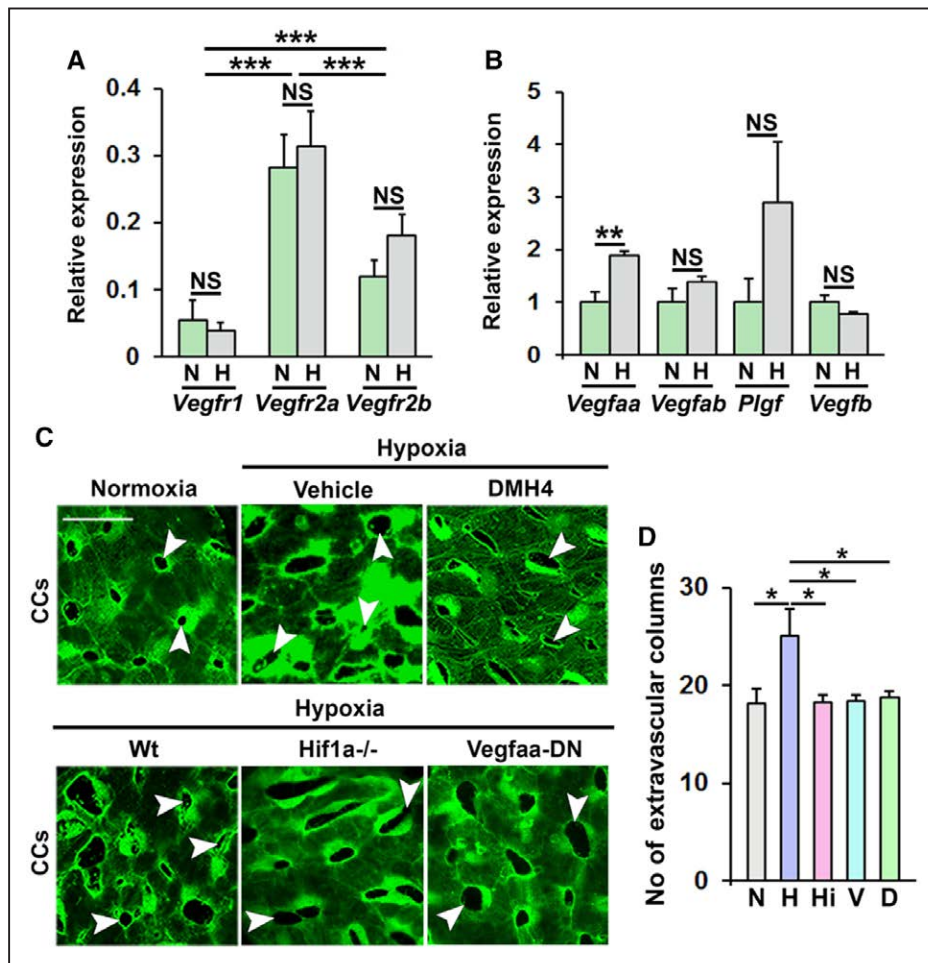 A
***
*** ***
Relative expression
0.4
0.3
0.2
0.1
0
NS
NS
NS
N H N H N H
Vegfr1 Vegfr2a Vegfr2b
B
Relative expression
5
4
3
2
1
0
**
NS
NS
NS
N H N H N H N H
Vegfaa Vegfab Plgf Vegfb
C
Hypoxia
Normoxia Vehicle DMH4
CCs
Hypoxia
Wt Hif1a-/- Vegfaa-DN
CCs
D
No of extravascular columns
30
20
10
0
*
*
* *
N H Hi V D